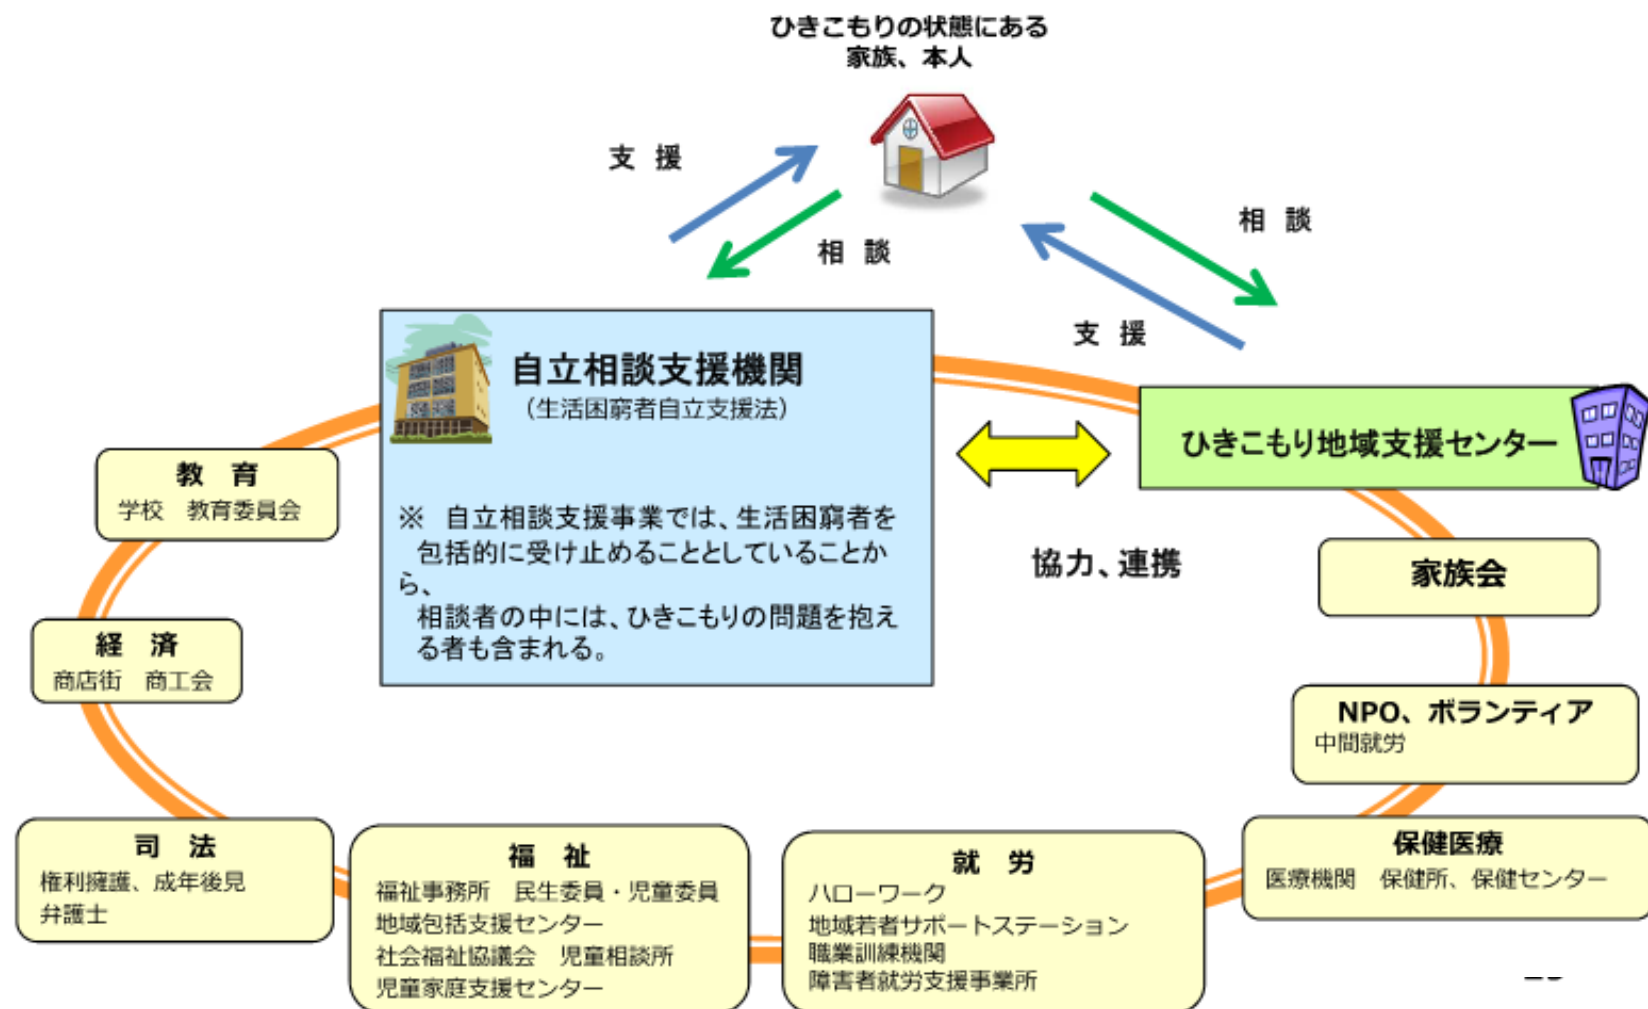 ひきこもりの状態にある
家族、本人
支 援
相 談
相 談
支 援
自立相談支援機関
（生活困窮者自立支援法）
※ 自立相談支援事業では、生活困窮者を
包括的に受け止めることとしていることか
ら、
相談者の中には、ひきこもりの問題を抱え
る者も含まれる。
ひきこもり地域支援センター
協力、連携
教 育
学校 教育委員会
経 済
商店街 商工会
司 法
権利擁護、成年後見
弁護士
福 祉
福祉事務所 民生委員・児童委員
地域包括支援センター
社会福祉協議会 児童相談所
児童家庭支援センター
就 労
ハローワーク
地域若者サポートステーション
職業訓練機関
障害者就労支援事業所
家族会
NPO、ボランティア
中間就労
保健医療
医療機関 保健所、保健センター